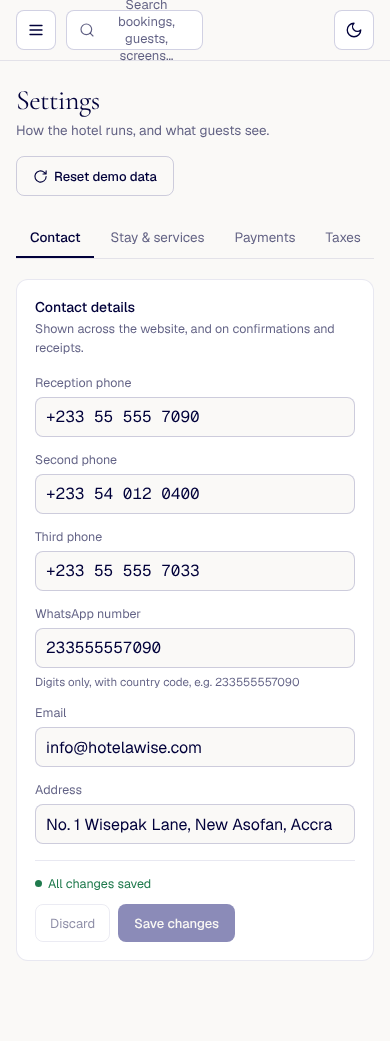 Search
bookings,
guests,
screens…
Settings
How the hotel runs, and what guests see.
Reset demo data
Contact
Stay & services
Payments
Taxes
Contact details
Shown across the website, and on confirmations and
receipts.
Reception phone
+233 55 555 7090
Second phone
+233 54 012 0400
Third phone
+233 55 555 7033
WhatsApp number
233555557090
Digits only, with country code, e.g. 233555557090
Email
info@hotelawise.com
Address
No. 1 Wisepak Lane, New Asofan, Accra
All changes saved
Discard
Save changes